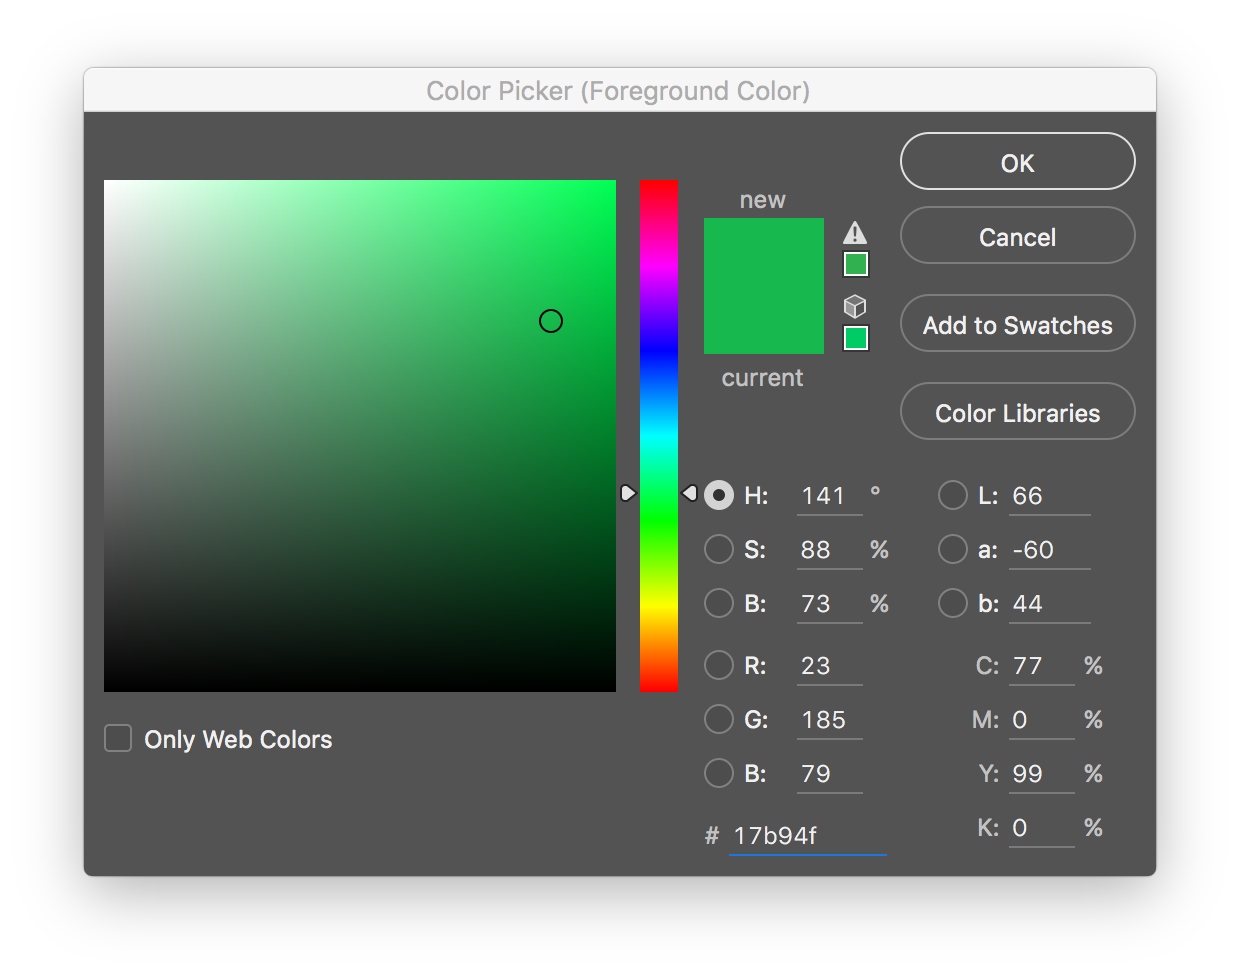 Color Picker (Foreground Color)
OK
new
Cancel
Add to Swatches
current
Color Libraries
H: 141 °
L: 66
S: 88 %
a: -60
B: 73 %
b: 44
R: 23
C: 77 %
G: 185
M: 0 %
Only Web Colors
B: 79
Y: 99 %
# 17b94f
K: 0 %